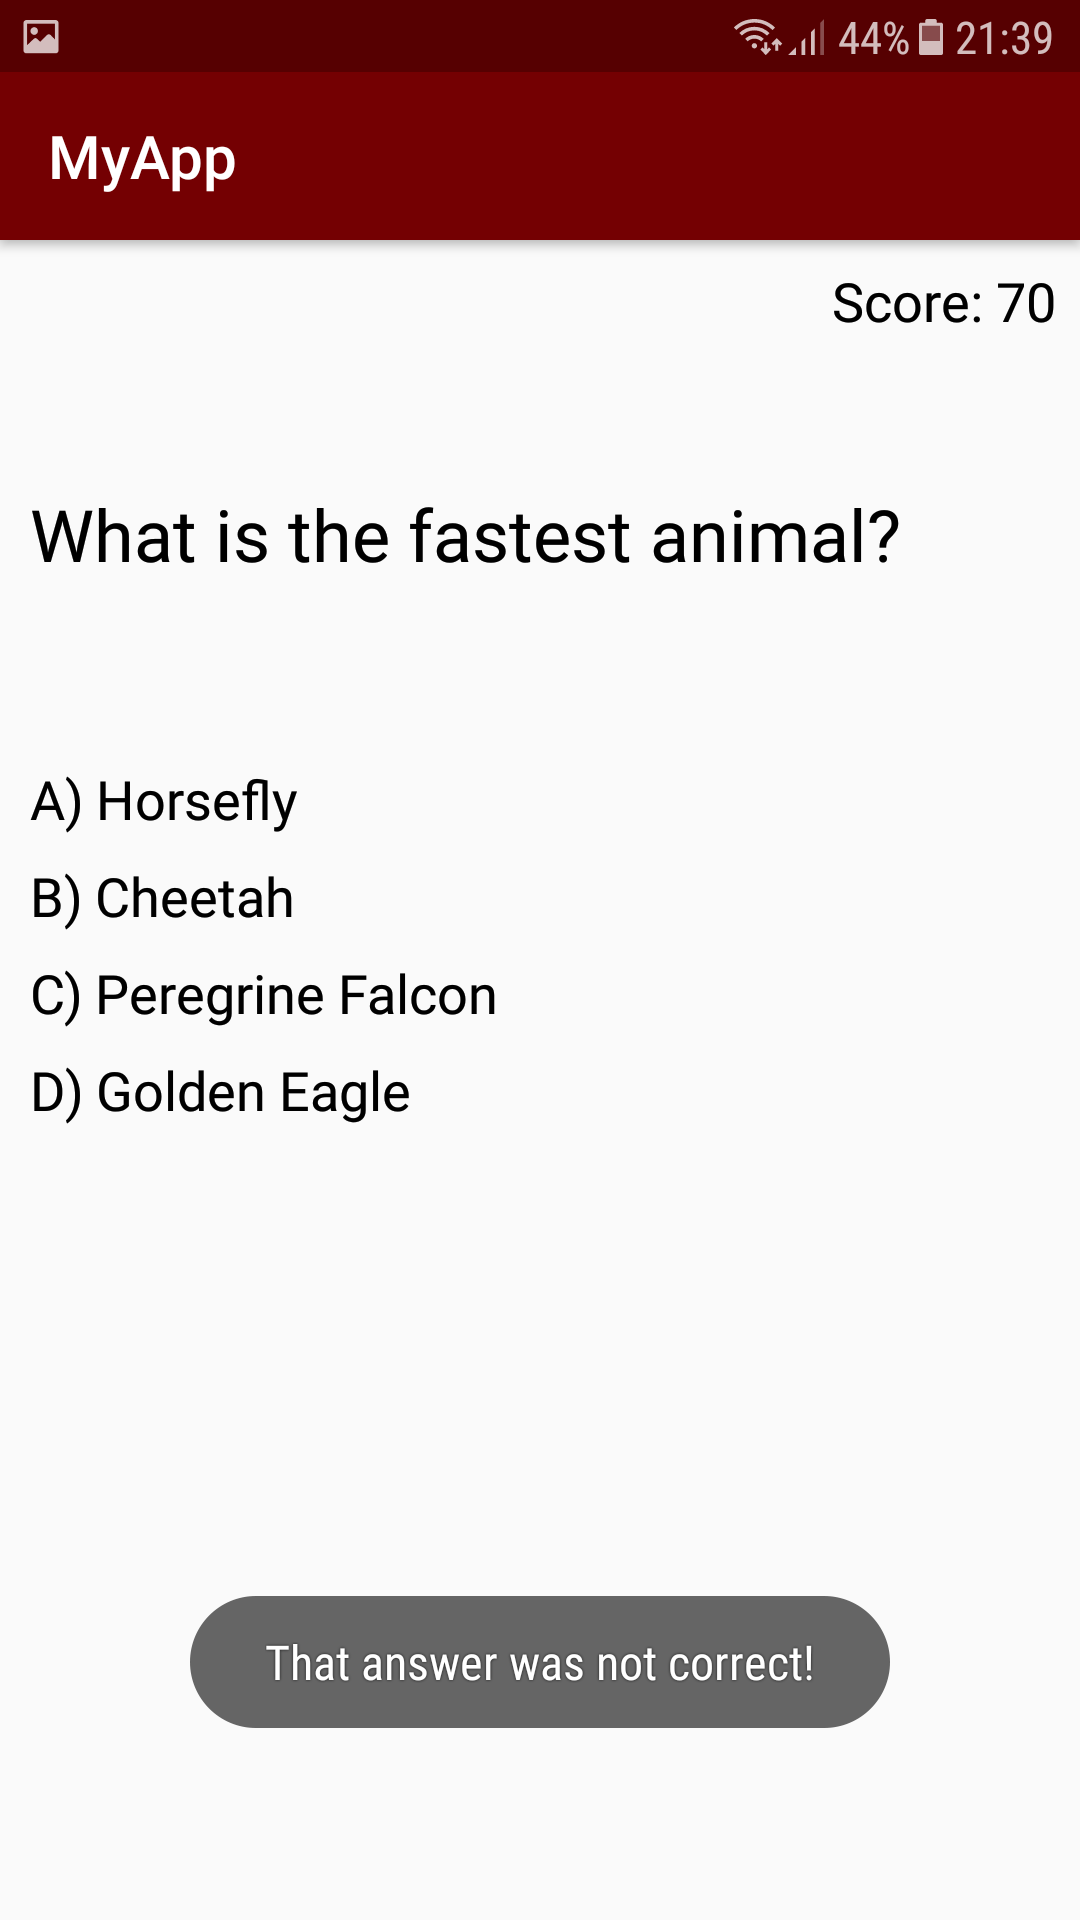 44% 21:39
MyApp
Score: 70
What is the fastest animal?
A) Horsefly
B) Cheetah
C) Peregrine Falcon
D) Golden Eagle
That answer was not correct!